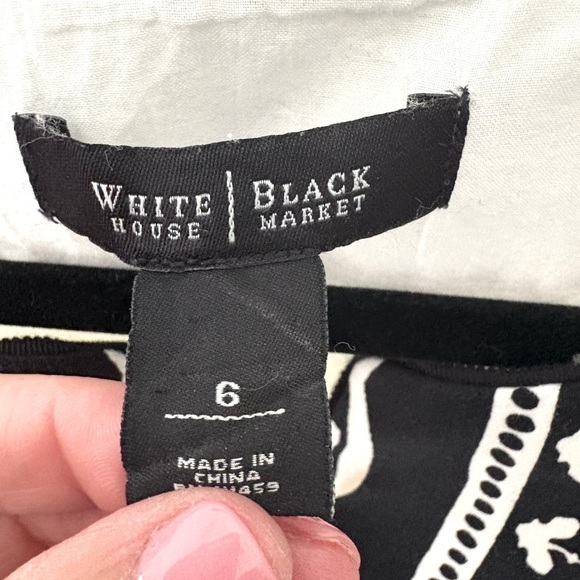 WHITE | BLACK
HOUSE | MARKET
6
MADE IN
CHINA